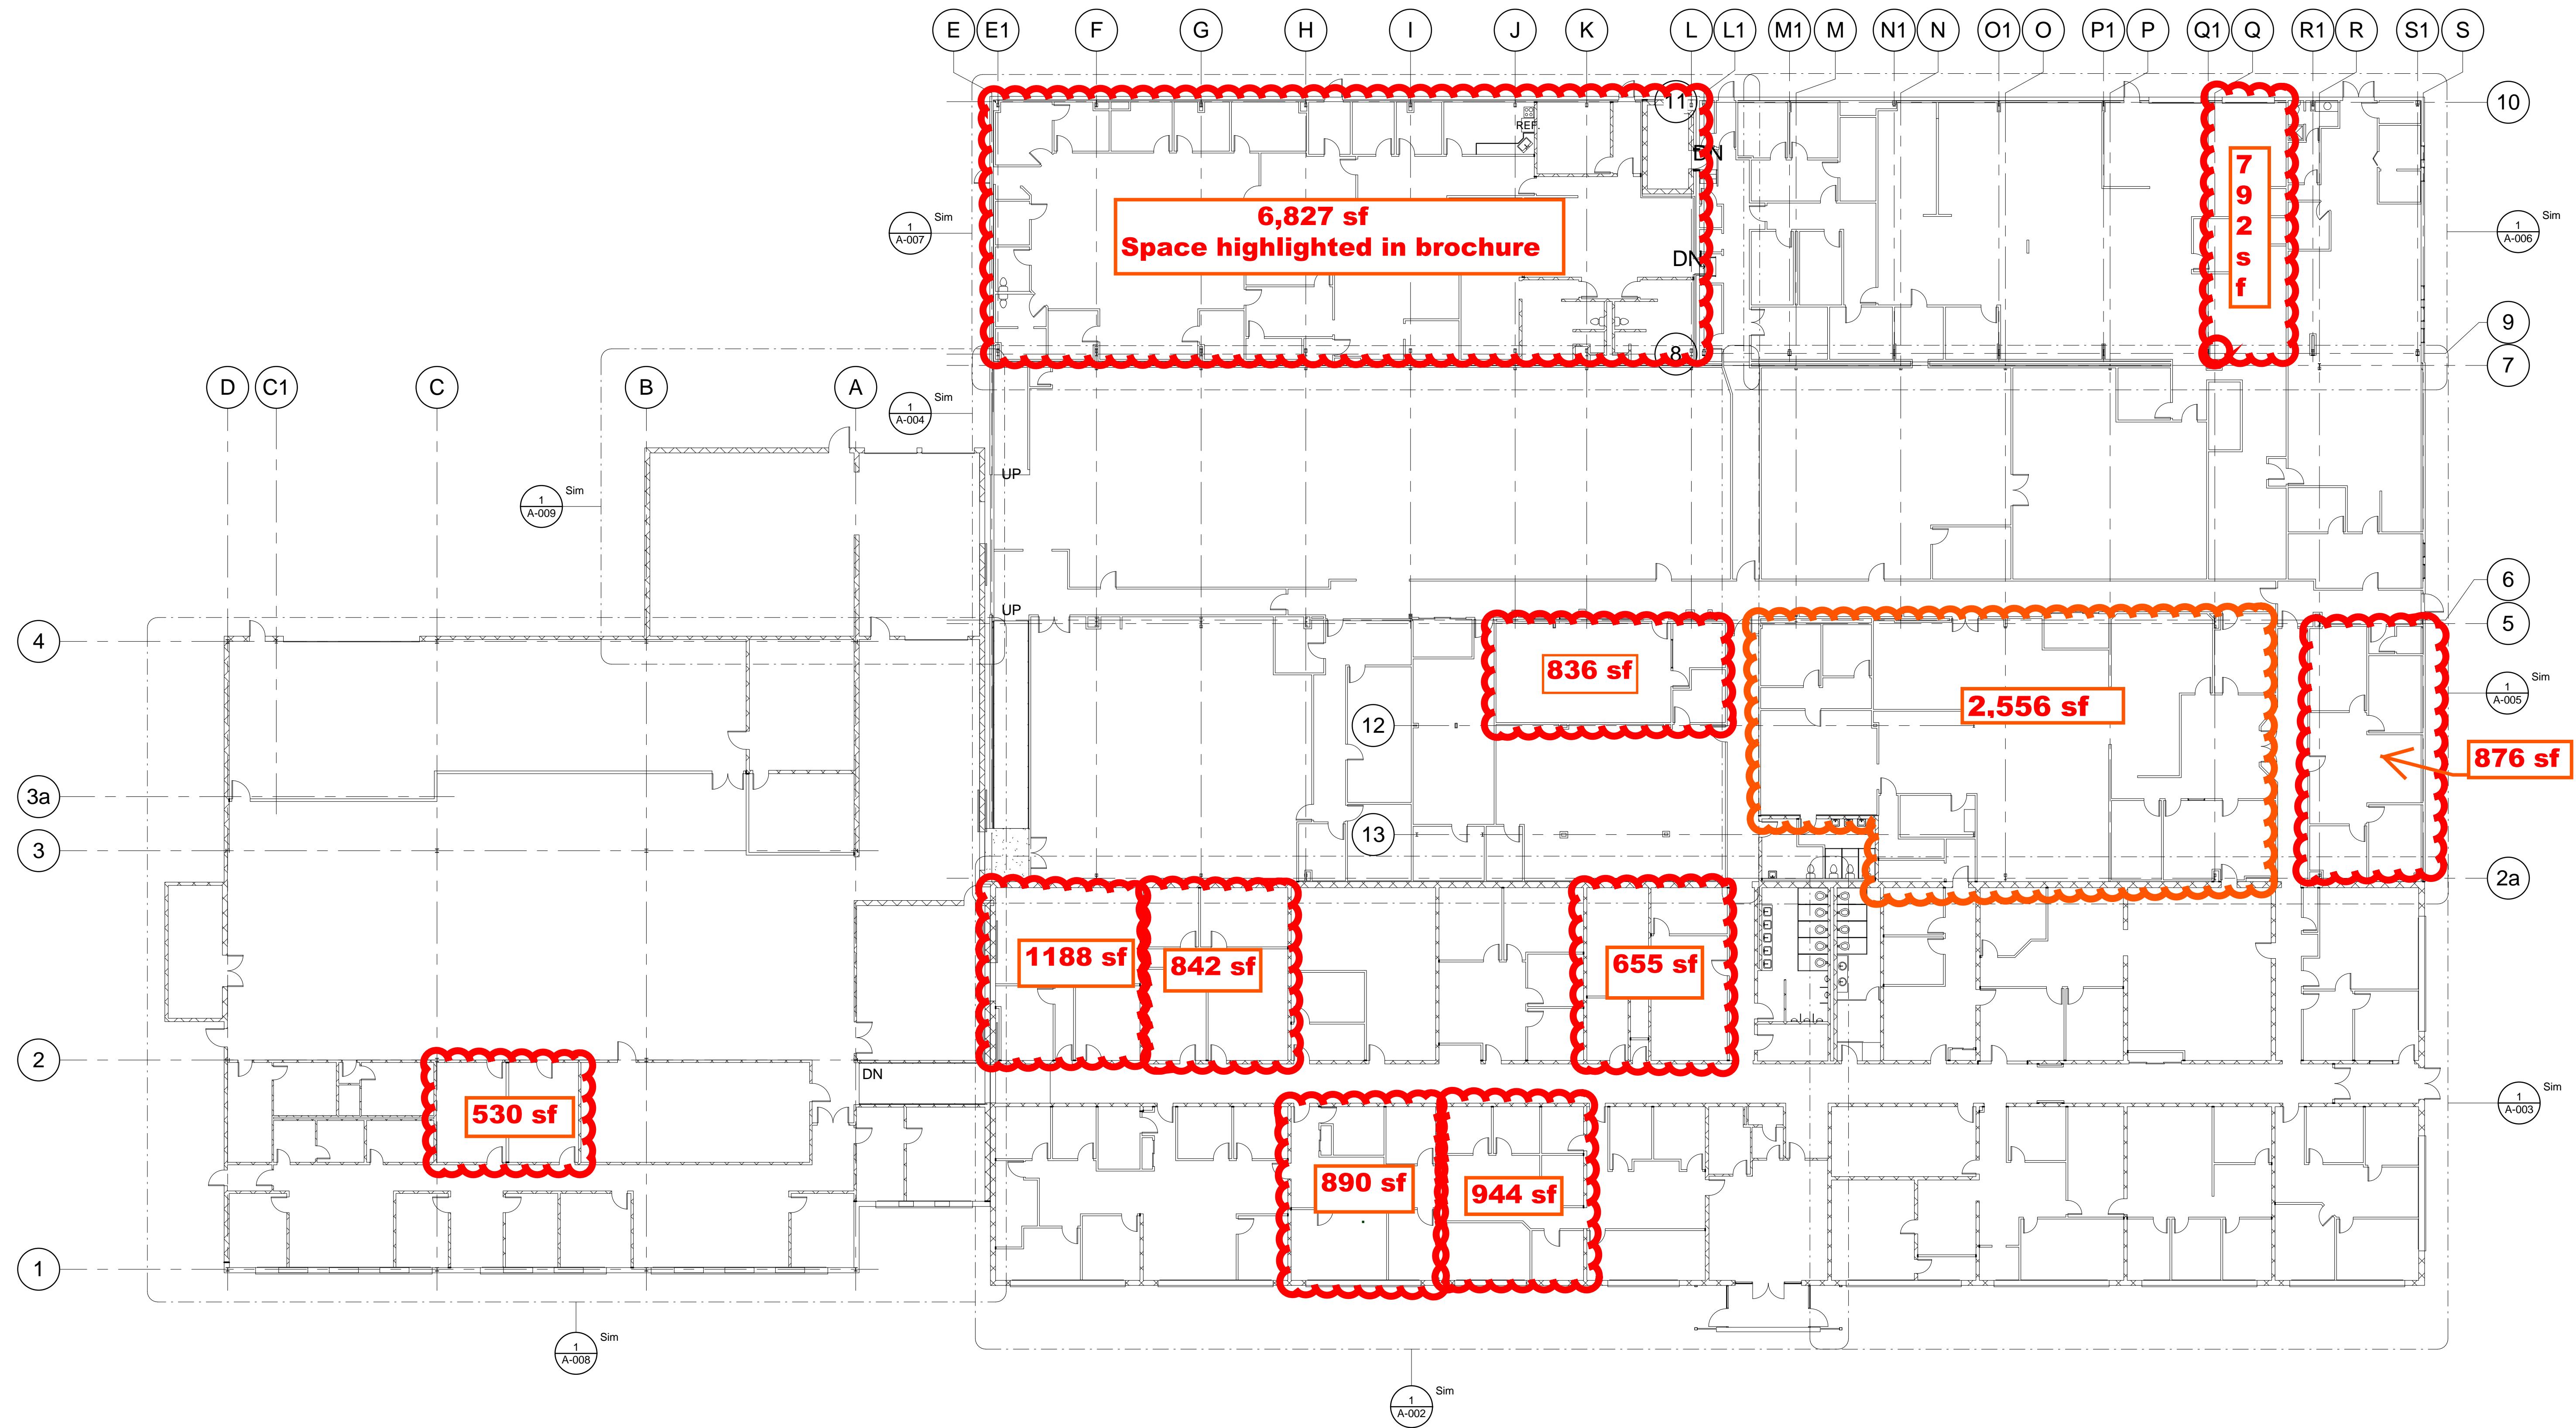 E E1 F G H I J K L L1 M1 M N1 N O1 O P1 P Q1 Q R1 R S1 S
11
10
REF.
DN
7
9
2
s
f
6,827 sf
Space highlighted in brochure
Sim
1
A-007
Sim
1
A-006
DN
9
8
7
D C1 C B A
Sim
1
A-004
UP
Sim
1
A-009
6
UP
5
4
836 sf
2,556 sf
Sim
1
A-005
12
876 sf
3a
13
3
2a
1188 sf
842 sf
655 sf
2
DN
530 sf
Sim
1
A-003
890 sf
944 sf
1
Sim
1
A-008
Sim
1
A-002